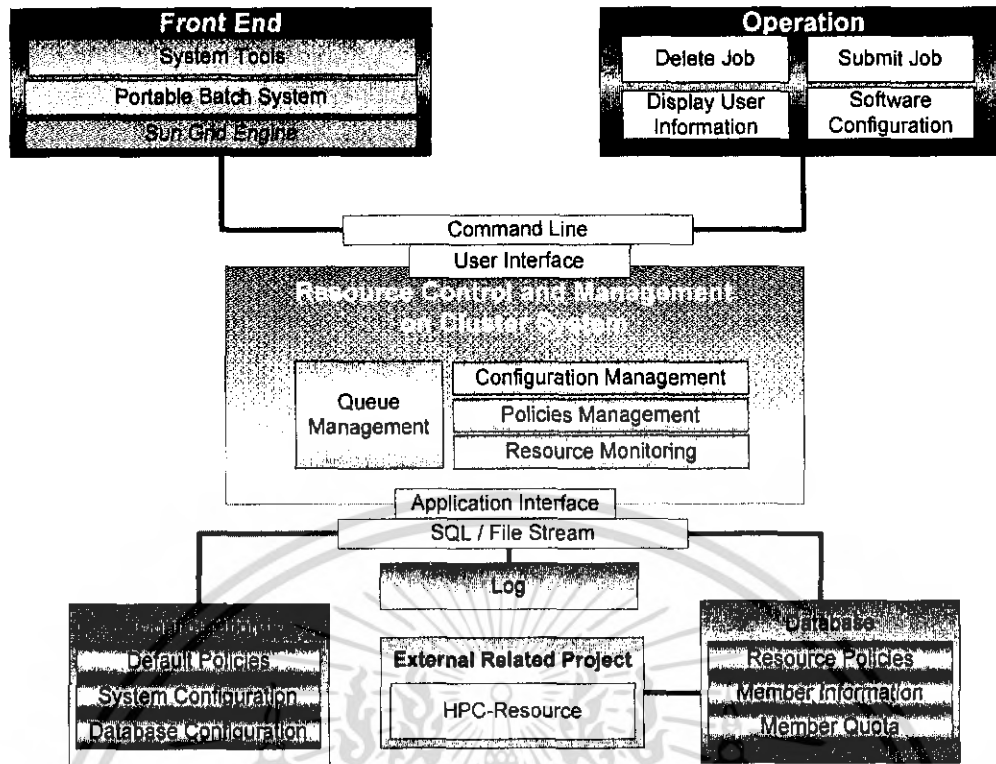 Front End
System Tools
Portable Batch System
Sun Grid Engine
Operation
Delete Job
Submit Job
Display User
Information
Software
Configuration
Command Line
User Interface
Resource Control and Management
on Cluster System
Queue
Management
Configuration Management
Policies Management
Resource Monitoring
Application Interface
SQL / File Stream
Log
Default Policies
System Configuration
Database Configuration
External Related Project
HPC-Resource
Database
Resource Policies
Member Information
Member Quota